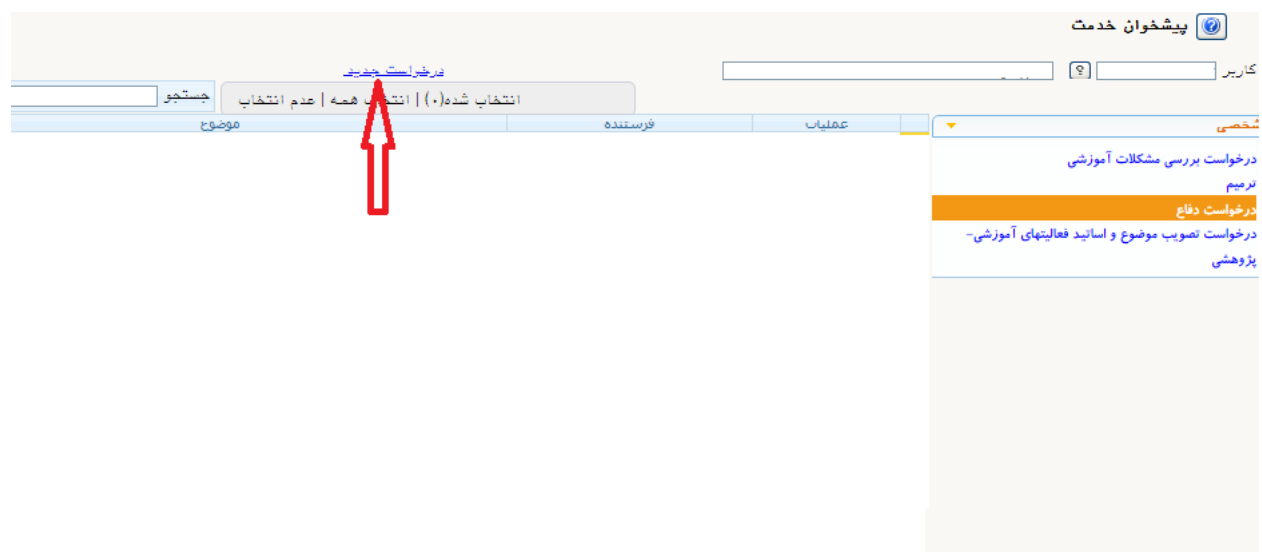 پیشخوان خدمت
کاربر
درخواست جدید
انتخاب شده(۰) | انتخاب همه | عدم انتخاب
جستجو
عملیات
فرستنده
موضوع
شخصی
درخواست بررسی مشکلات آموزشی
ترمیم
درخواست دفاع
درخواست تصویب موضوع و اساتید فعالیتهای آموزشی-
پژوهشی